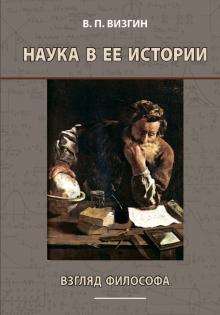 В. П. ВИЗГИН
НАУКА В ЕЕ ИСТОРИИ
ВЗГЛЯД ФИЛОСОФА